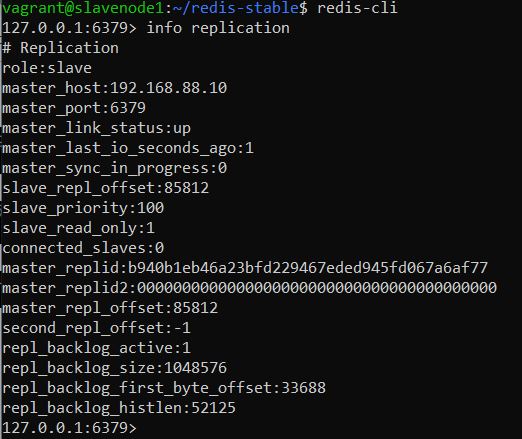 vagrant@slavenode1:~/redis-stable$ redis-cli
127.0.0.1:6379> info replication
# Replication
role:slave
master_host:192.168.88.10
master_port:6379
master_link_status:up
master_last_io_seconds_ago:1
master_sync_in_progress:0
slave_repl_offset:85812
slave_priority:100
slave_read_only:1
connected_slaves:0
master_replid:b940b1eb46a23bfd229467eded945fd067a6af77
master_replid2:0000000000000000000000000000000000000000
master_repl_offset:85812
second_repl_offset:-1
repl_backlog_active:1
repl_backlog_size:1048576
repl_backlog_first_byte_offset:33688
repl_backlog_histlen:52125
127.0.0.1:6379>